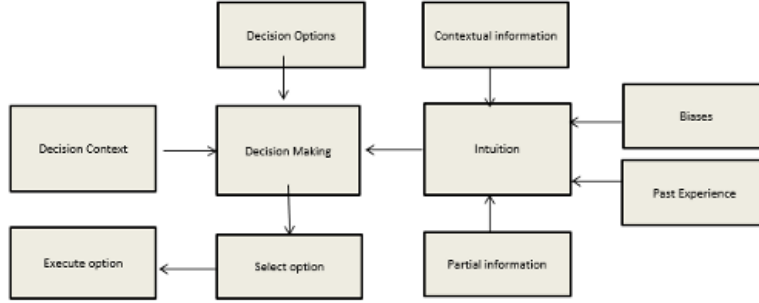 Decision Options
Contextual information
Biases
Decision Context
Decision Making
Intuition
Past Experience
Execute option
Select option
Partial information